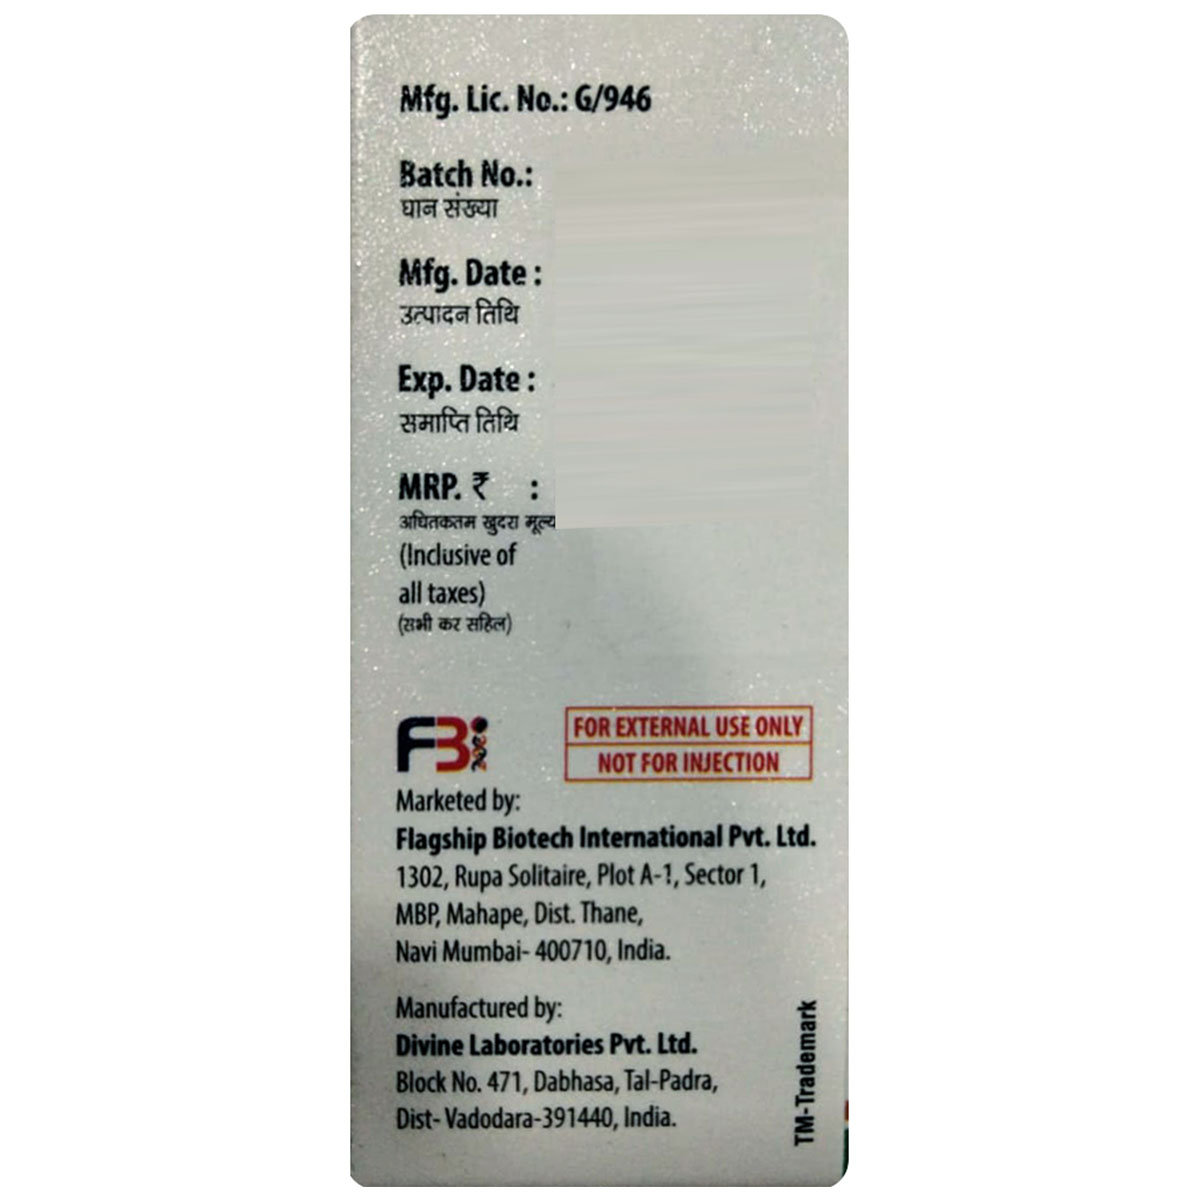 Mfg. Lic. No.: G/946
Batch No.:
घान संख्या
Mfg. Date :
उत्पादन तिथि
Exp. Date :
समाप्ति तिथि
MRP. ₹ :
अधितकतम खुदरा मूल्य
(Inclusive of
all taxes)
(सभी कर सहित)
FBi
FOR EXTERNAL USE ONLY
NOT FOR INJECTION
Marketed by:
Flagship Biotech International Pvt. Ltd.
1302, Rupa Solitaire, Plot A-1, Sector 1,
MBP, Mahape, Dist. Thane,
Navi Mumbai- 400710, India.
Manufactured by:
Divine Laboratories Pvt. Ltd.
Block No. 471, Dabhasa, Tal-Padra,
Dist- Vadodara-391440, India.
TM-Trademark